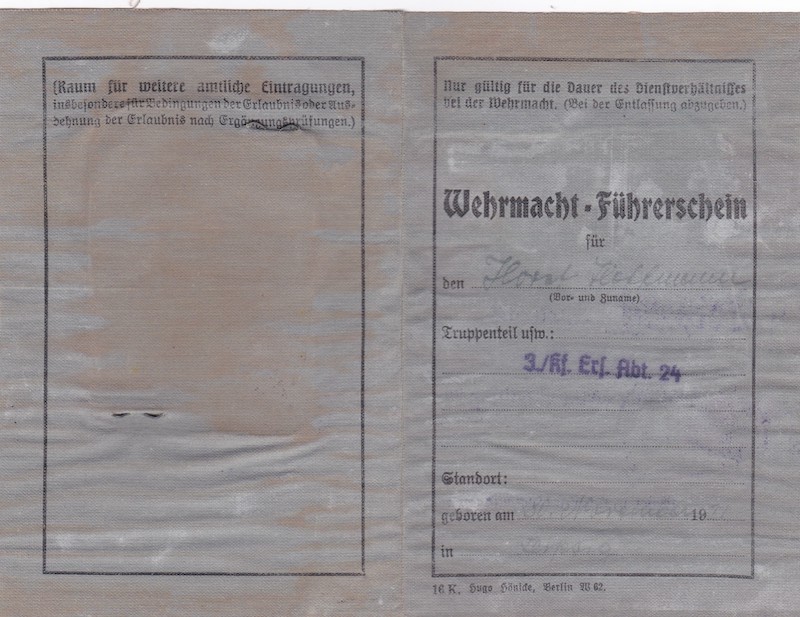 (Raum für weitere amtliche Eintragungen,
insbesondere für Bedingungen der Erlaubnis oder Aus-
dehnung der Erlaubnis nach Ergänzungsprüfungen.)
Nur gültig für die Dauer des Dienstverhältnisses
bei der Wehrmacht. (Bei der Entlassung abzugeben.)
Wehrmacht-Führerschein
für
den Horst
(Vor- und Zuname)
Truppenteil usw.:
3./Kf. Ers. Abt. 24
Standort:
geboren am 19
in
16 K. Hugo Hönicke, Berlin W 62.